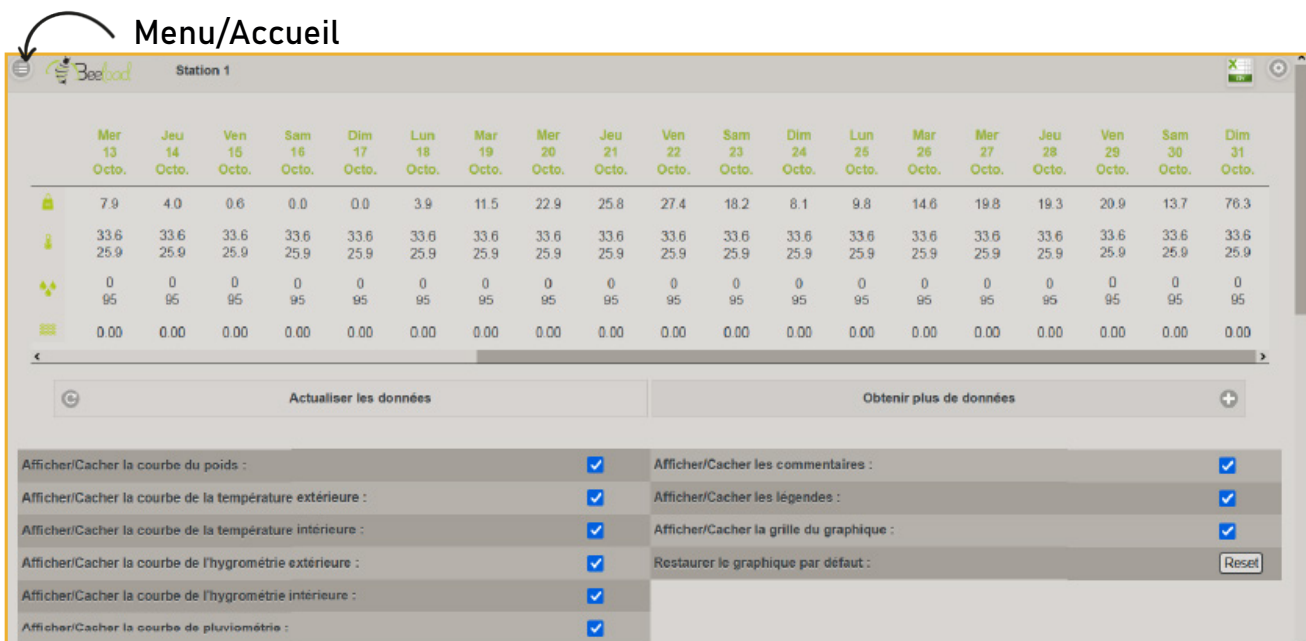 Menu/Accueil
Beebad Station 1
Mer Jeu Ven Sam Dim Lun Mar Mer Jeu Ven Sam Dim Lun Mar Mer Jeu Ven Sam Dim
13 14 15 16 17 18 19 20 21 22 23 24 25 26 27 28 29 30 31
Octo. Octo. Octo. Octo. Octo. Octo. Octo. Octo. Octo. Octo. Octo. Octo. Octo. Octo. Octo. Octo. Octo. Octo. Octo.
7.9 4.0 0.6 0.0 0.0 3.9 11.5 22.9 25.8 27.4 18.2 8.1 9.8 14.6 19.8 19.3 20.9 13.7 76.3
33.6 33.6 33.6 33.6 33.6 33.6 33.6 33.6 33.6 33.6 33.6 33.6 33.6 33.6 33.6 33.6 33.6 33.6 33.6
25.9 25.9 25.9 25.9 25.9 25.9 25.9 25.9 25.9 25.9 25.9 25.9 25.9 25.9 25.9 25.9 25.9 25.9 25.9
0 0 0 0 0 0 0 0 0 0 0 0 0 0 0 0 0 0 0
95 95 95 95 95 95 95 95 95 95 95 95 95 95 95 95 95 95 95
0.00 0.00 0.00 0.00 0.00 0.00 0.00 0.00 0.00 0.00 0.00 0.00 0.00 0.00 0.00 0.00 0.00 0.00 0.00
Actualiser les données
Obtenir plus de données
Afficher/Cacher la courbe du poids :
Afficher/Cacher la courbe de la température extérieure :
Afficher/Cacher la courbe de la température intérieure :
Afficher/Cacher la courbe de l'hygrométrie extérieure :
Afficher/Cacher la courbe de l'hygrométrie intérieure :
Afficher/Cacher la courbe de pluviométrie :
Afficher/Cacher les commentaires :
Afficher/Cacher les légendes :
Afficher/Cacher la grille du graphique :
Restaurer le graphique par défaut : Reset